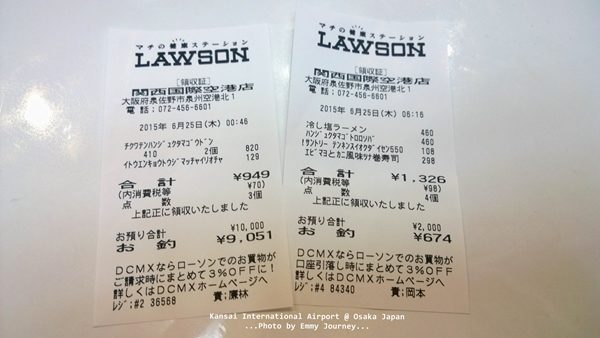 マチの健康ステーション
LAWSON
[領収証]
関西国際空港店
大阪府泉佐野市泉州空港北1
電話:072-456-6601
2015年 6月25日(木) 00:46
チクワテンハンジュクタマゴウドン
410 2個 820
イトウエンキョウトウジマッチャイリオチャ 129
合計 ¥949
(内消費税等 ¥70)
点数 3個
上記正に領収いたしました
お預り合計 ¥10,000
お釣 ¥9,051
DCMXならローソンでのお買物が
ご請求時にまとめて3%OFFに!
詳しくはDCMXホームページへ
レジ:#2 36568
マチの健康ステーション
LAWSON
[領収証]
関西国際空港店
大阪府泉佐野市泉州空港北1
電話:072-456-6601
2015年 6月25日(木) 06:16
冷し塩ラーメン 460
ハンジュクタマゴトロロソバ 460
!サントリー テンネンスイオクダイセン550 108
エビマヨとカニ風味ツナ巻寿司 298
合計 ¥1,326
(内消費税等 ¥98)
点数 4個
上記正に領収いたしました
お預り合計 ¥2,000
お釣 ¥674
DCMXならローソンでのお買物が
口座引落し時にまとめて3%OFF
詳しくはDCMXホームページへ
レジ:#4 84340 責:岡本
Kansai International Airport @ Osaka Japan
...Photo by Emmy Journey...